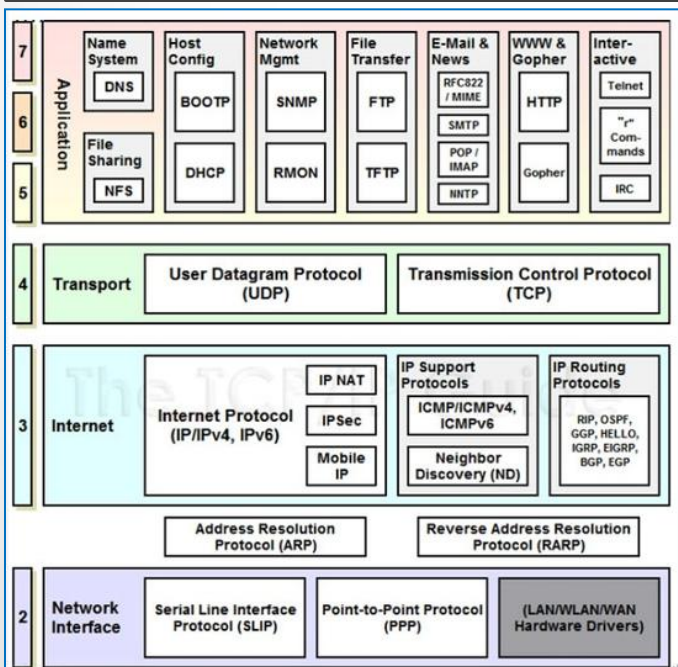 7
6
5
Application
Name
System
DNS
File
Sharing
NFS
Host
Config
BOOTP
DHCP
Network
Mgmt
SNMP
RMON
File
Transfer
FTP
TFTP
E-Mail &
News
RFC822
/ MIME
SMTP
POP /
IMAP
NNTP
WWW &
Gopher
HTTP
Gopher
Inter-
active
Telnet
"r"
Com-
mands
IRC
4
Transport
User Datagram Protocol
(UDP)
Transmission Control Protocol
(TCP)
3
The TCP/IP Guide
Internet
Internet Protocol
(IP/IPv4, IPv6)
IP NAT
IPSec
Mobile
IP
IP Support
Protocols
ICMP/ICMPv4,
ICMPv6
Neighbor
Discovery (ND)
IP Routing
Protocols
RIP, OSPF,
GGP, HELLO,
IGRP, EIGRP,
BGP, EGP
Address Resolution
Protocol (ARP)
Reverse Address Resolution
Protocol (RARP)
2
Network
Interface
Serial Line Interface
Protocol (SLIP)
Point-to-Point Protocol
(PPP)
(LAN/WLAN/WAN
Hardware Drivers)